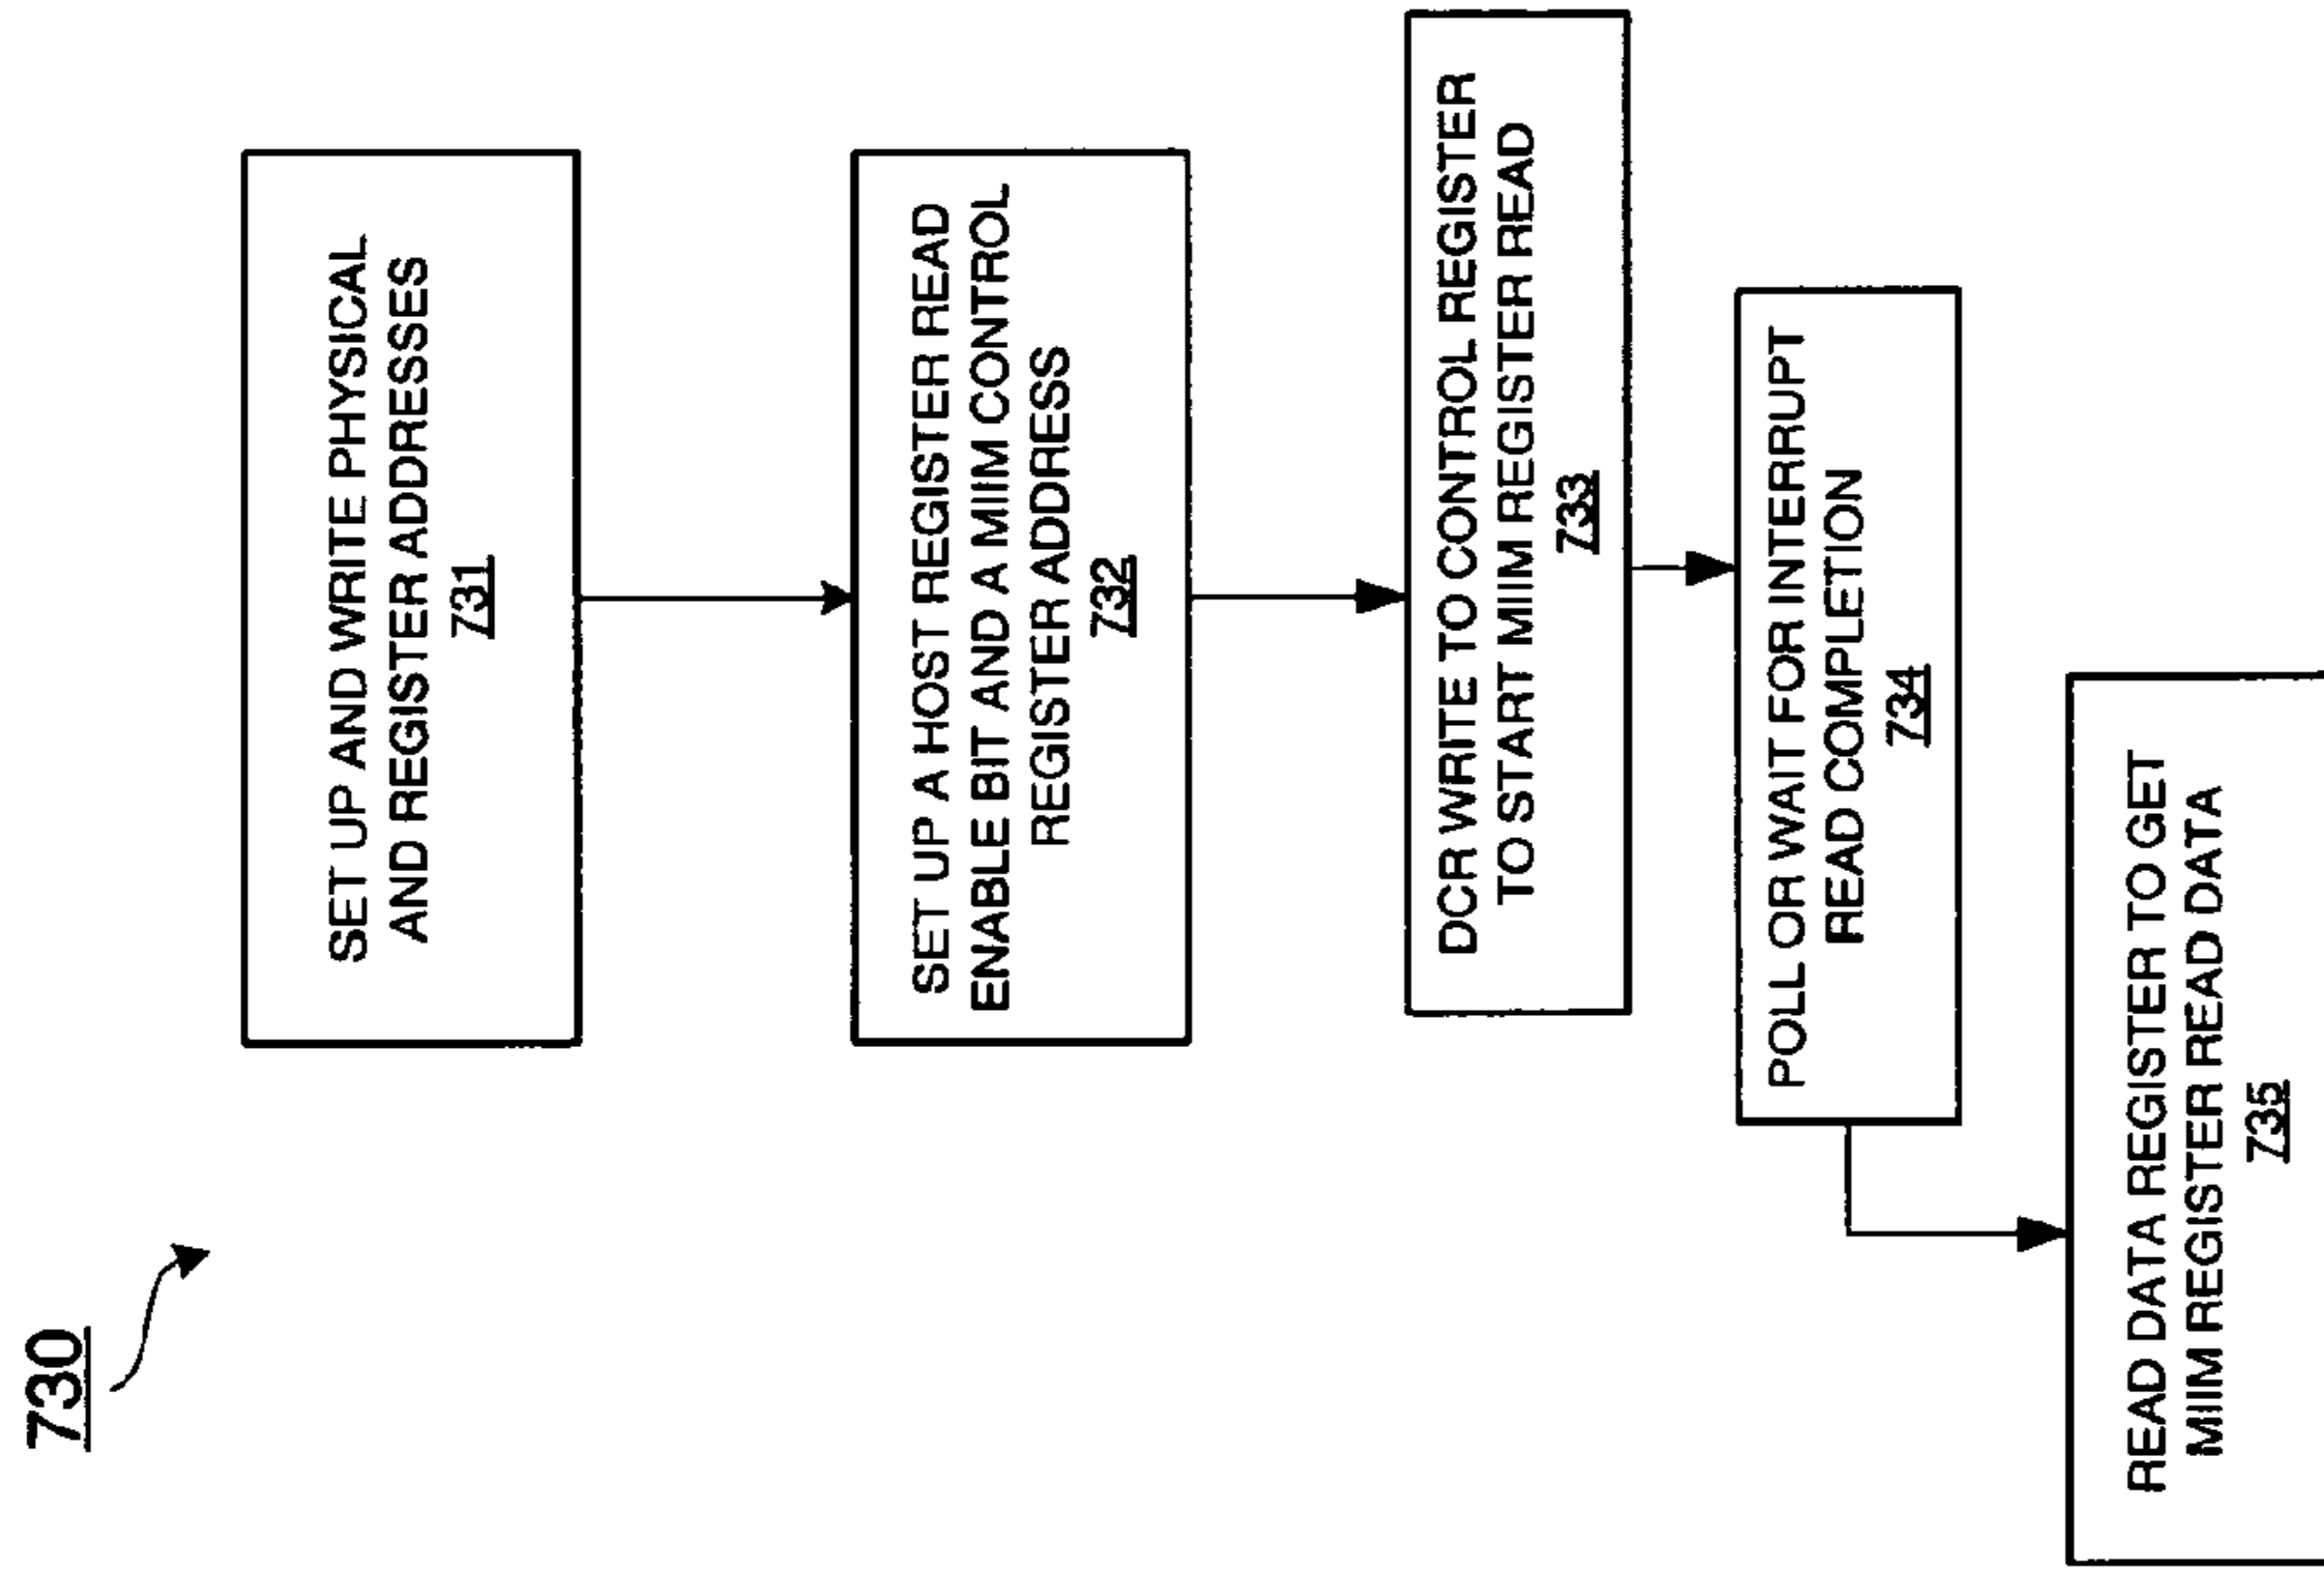 730
SET UP AND WRITE PHYSICAL
AND REGISTER ADDRESSES
731
SET UP A HOST REGISTER READ
ENABLE BIT AND A MIIM CONTROL
REGISTER ADDRESS
732
DCR WRITE TO CONTROL REGISTER
TO START MIIM REGISTER READ
733
POLL OR WAIT FOR INTERRUPT
READ COMPLETION
734
READ DATA REGISTER TO GET
MIIM REGISTER READ DATA
735